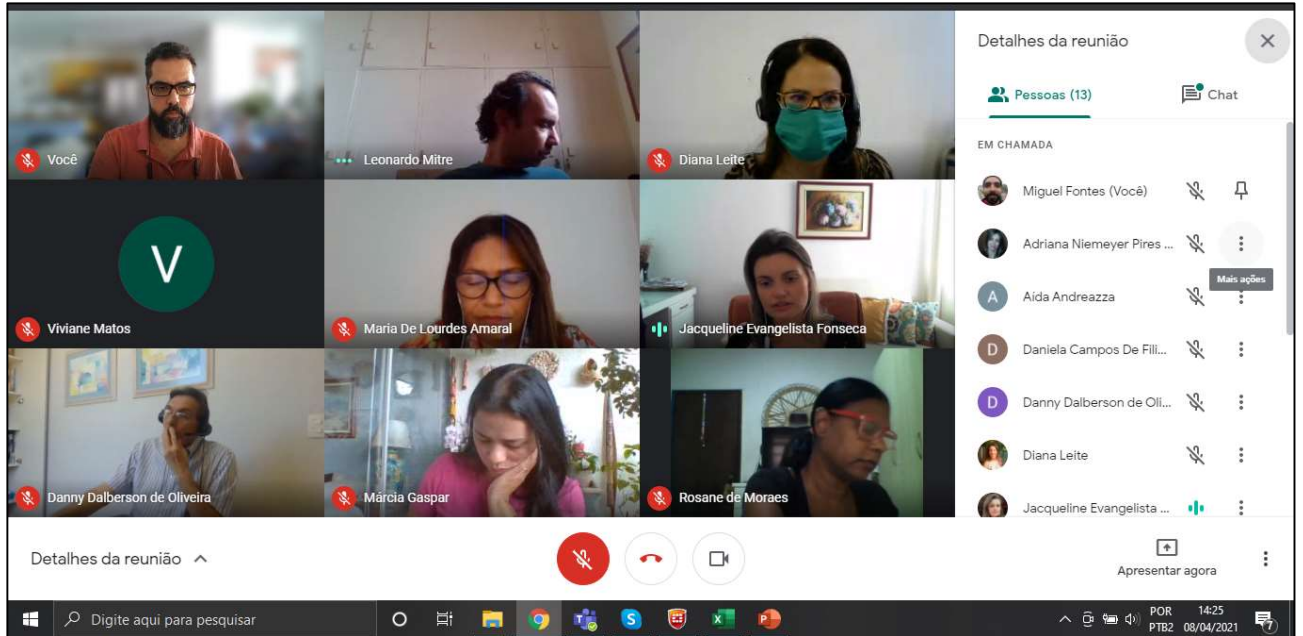 Você
Leonardo Mitre
Diana Leite
V
Viviane Matos
Maria De Lourdes Amaral
Jacqueline Evangelista Fonseca
Danny Dalberson de Oliveira
Márcia Gaspar
Rosane de Moraes
Detalhes da reunião
Pessoas (13)
Chat
EM CHAMADA
Miguel Fontes (Você)
Adriana Niemeyer Pires ...
Mais ações
A Aída Andreazza
D Daniela Campos De Fili...
D Danny Dalberson de Oli...
Diana Leite
Jacqueline Evangelista ...
Detalhes da reunião
Apresentar agora
Digite aqui para pesquisar
POR 14:25
PTB2 08/04/2021
7